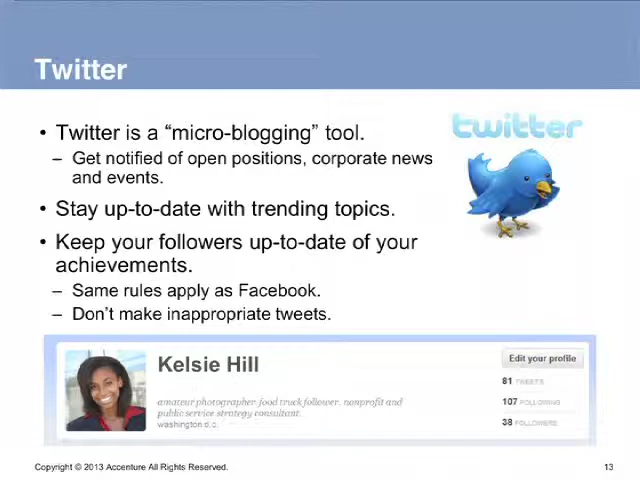 Twitter
• Twitter is a “micro-blogging” tool.
twitter
– Get notified of open positions, corporate news
and events.
• Stay up-to-date with trending topics.
• Keep your followers up-to-date of your
achievements.
– Same rules apply as Facebook.
– Don’t make inappropriate tweets.
Kelsie Hill
Edit your profile
81 TWEETS
amateur photographer. food truck follower. nonprofit and
public service strategy consultant.
washington d.c.
107 FOLLOWING
38 FOLLOWERS
Copyright © 2013 Accenture All Rights Reserved.
13